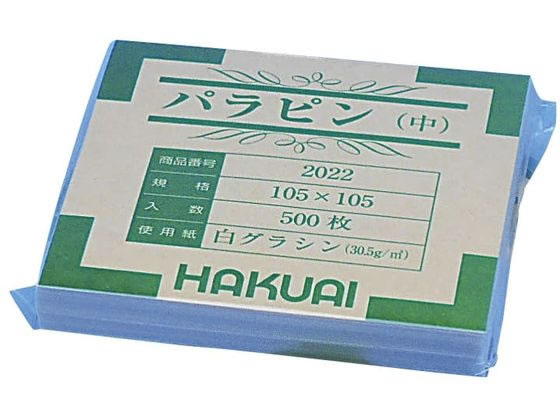 パラピン(中)
商品番号 2022
規格 105×105
入数 500枚
使用紙 白グラシン(30.5g/㎡)
HAKUAI